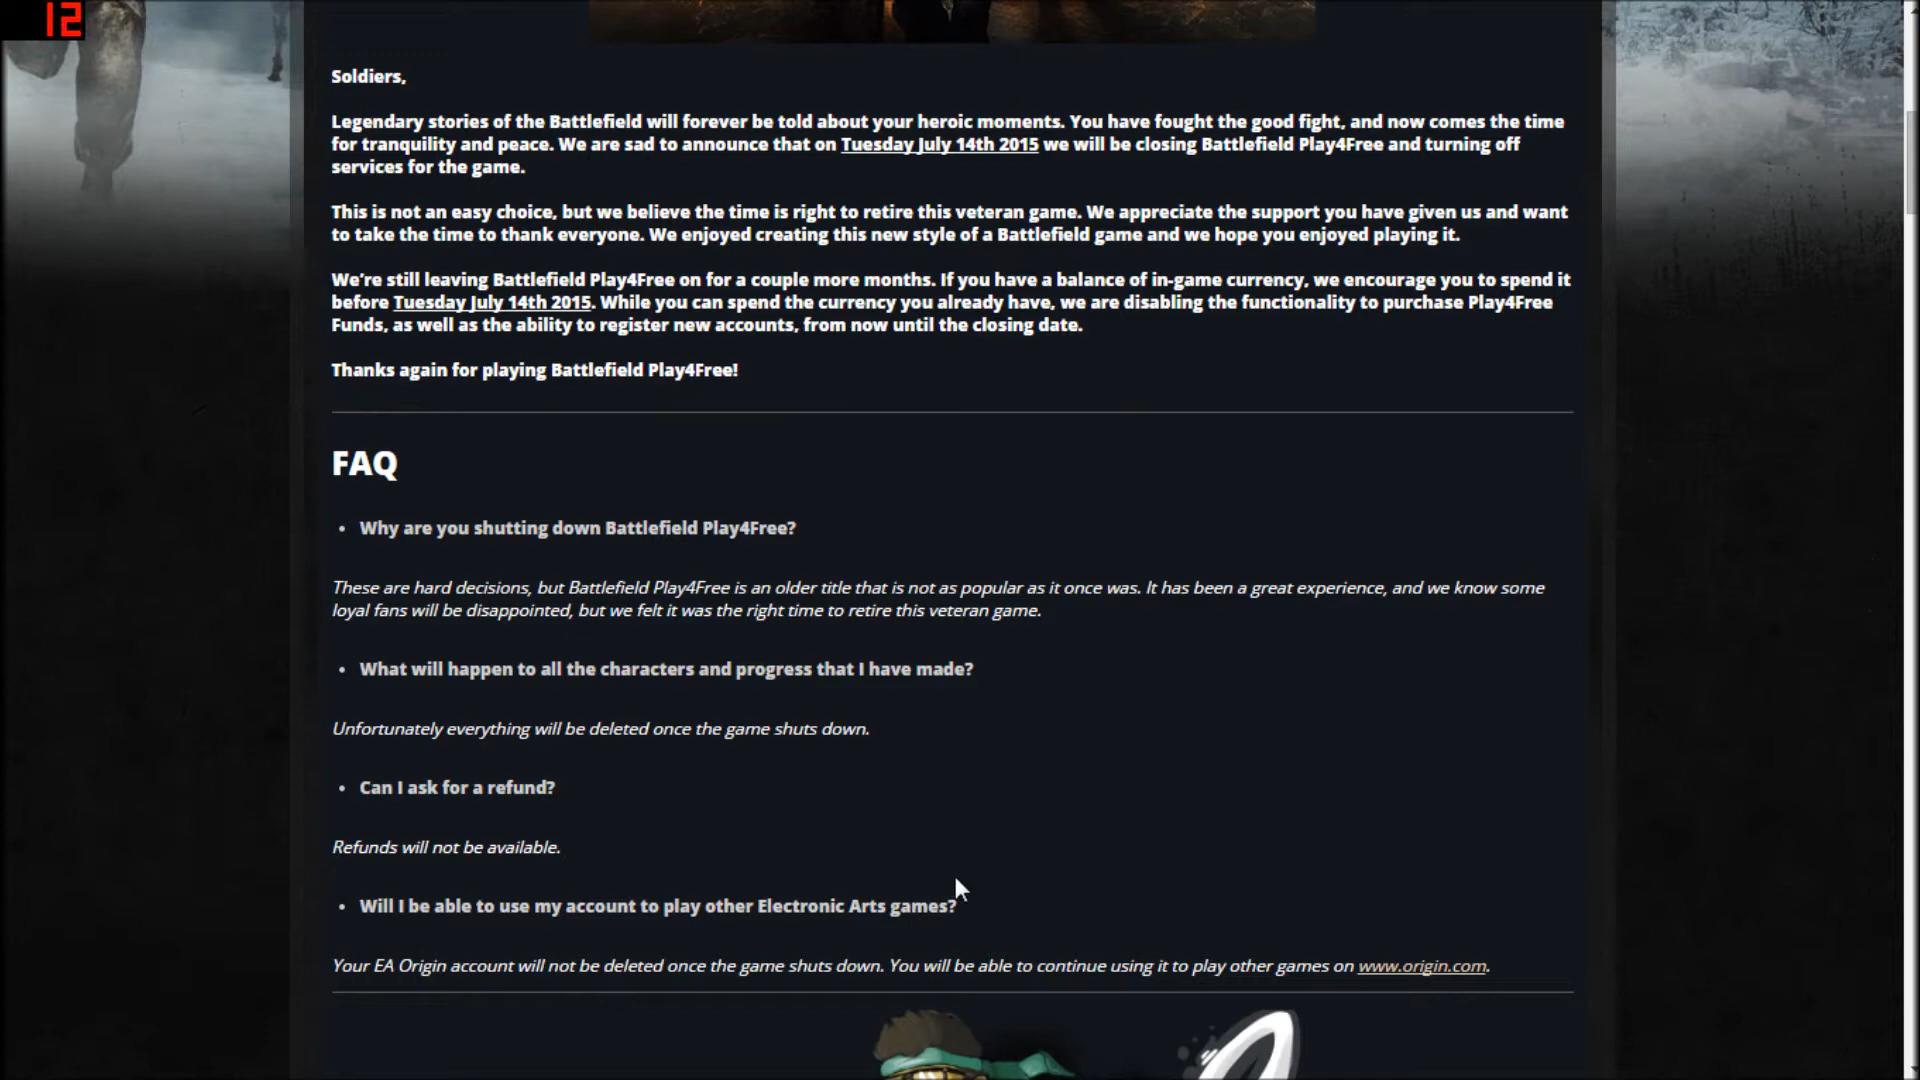 12
Soldiers,
Legendary stories of the Battlefield will forever be told about your heroic moments. You have fought the good fight, and now comes the time
for tranquility and peace. We are sad to announce that on Tuesday July 14th 2015 we will be closing Battlefield Play4Free and turning off
services for the game.
This is not an easy choice, but we believe the time is right to retire this veteran game. We appreciate the support you have given us and want
to take the time to thank everyone. We enjoyed creating this new style of a Battlefield game and we hope you enjoyed playing it.
We’re still leaving Battlefield Play4Free on for a couple more months. If you have a balance of in-game currency, we encourage you to spend it
before Tuesday July 14th 2015. While you can spend the currency you already have, we are disabling the functionality to purchase Play4Free
Funds, as well as the ability to register new accounts, from now until the closing date.
Thanks again for playing Battlefield Play4Free!
FAQ
• Why are you shutting down Battlefield Play4Free?
These are hard decisions, but Battlefield Play4Free is an older title that is not as popular as it once was. It has been a great experience, and we know some
loyal fans will be disappointed, but we felt it was the right time to retire this veteran game.
• What will happen to all the characters and progress that I have made?
Unfortunately everything will be deleted once the game shuts down.
• Can I ask for a refund?
Refunds will not be available.
• Will I be able to use my account to play other Electronic Arts games?
Your EA Origin account will not be deleted once the game shuts down. You will be able to continue using it to play other games on www.origin.com.